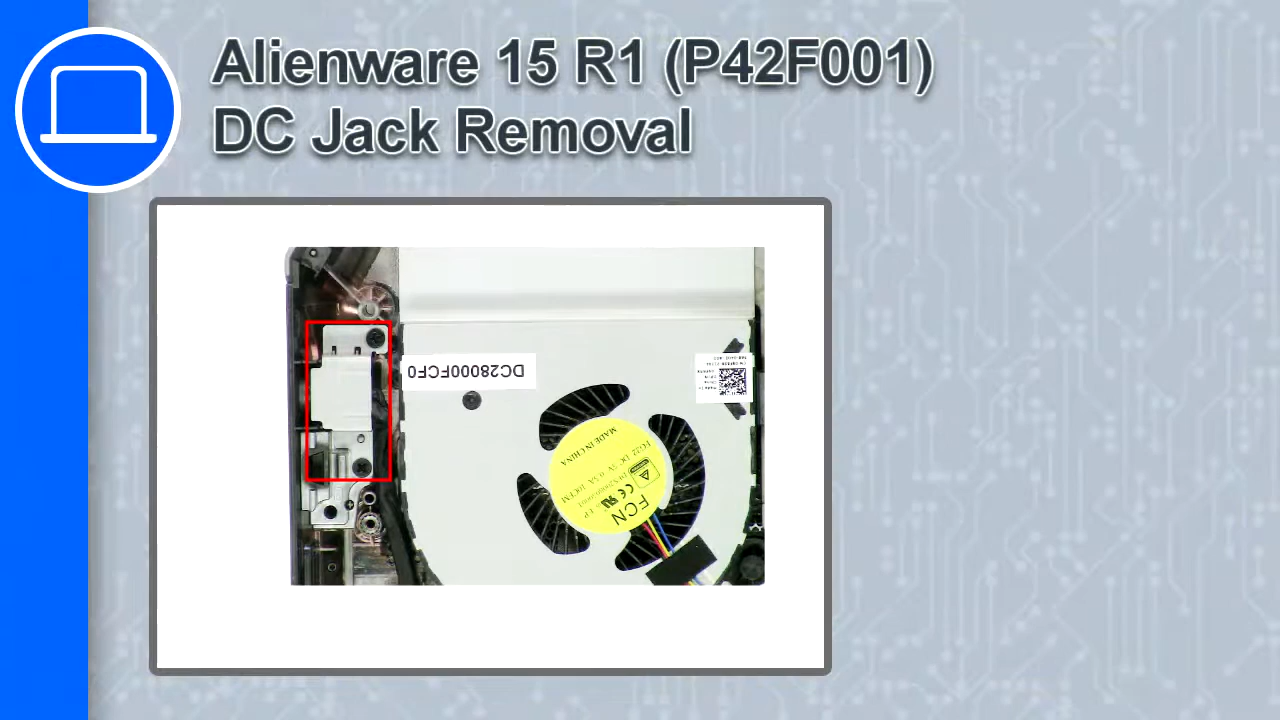 Alienware 15 R1 (P42F001)
DC Jack Removal
DC28000FCF0
MADE IN CHINA
FCN